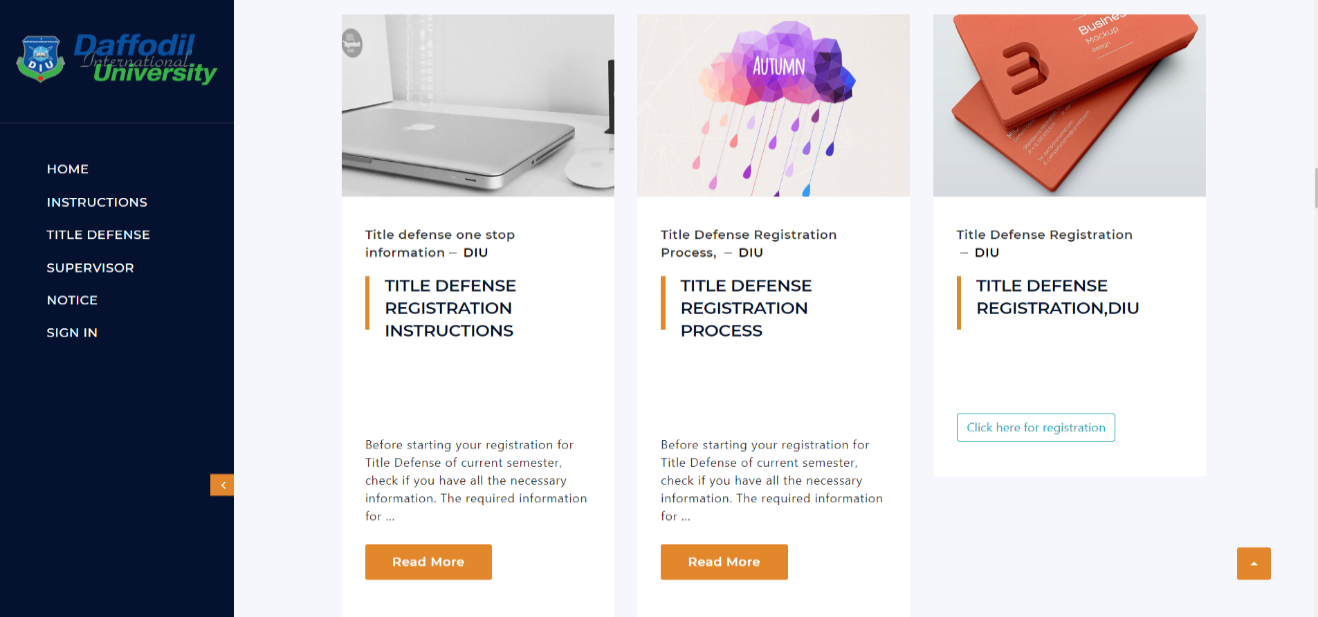 Daffodil
International
University
DIU
HOME
INSTRUCTIONS
TITLE DEFENSE
SUPERVISOR
NOTICE
SIGN IN
Title defense one stop
information – DIU
TITLE DEFENSE
REGISTRATION
INSTRUCTIONS
Before starting your registration for
Title Defense of current semester,
check if you have all the necessary
information. The required information
for ...
Read More
AUTUMN
Title Defense Registration
Process, – DIU
TITLE DEFENSE
REGISTRATION
PROCESS
Before starting your registration for
Title Defense of current semester,
check if you have all the necessary
information. The required information
for ...
Read More
Business
Mockup
design
Title Defense Registration
– DIU
TITLE DEFENSE
REGISTRATION,DIU
Click here for registration